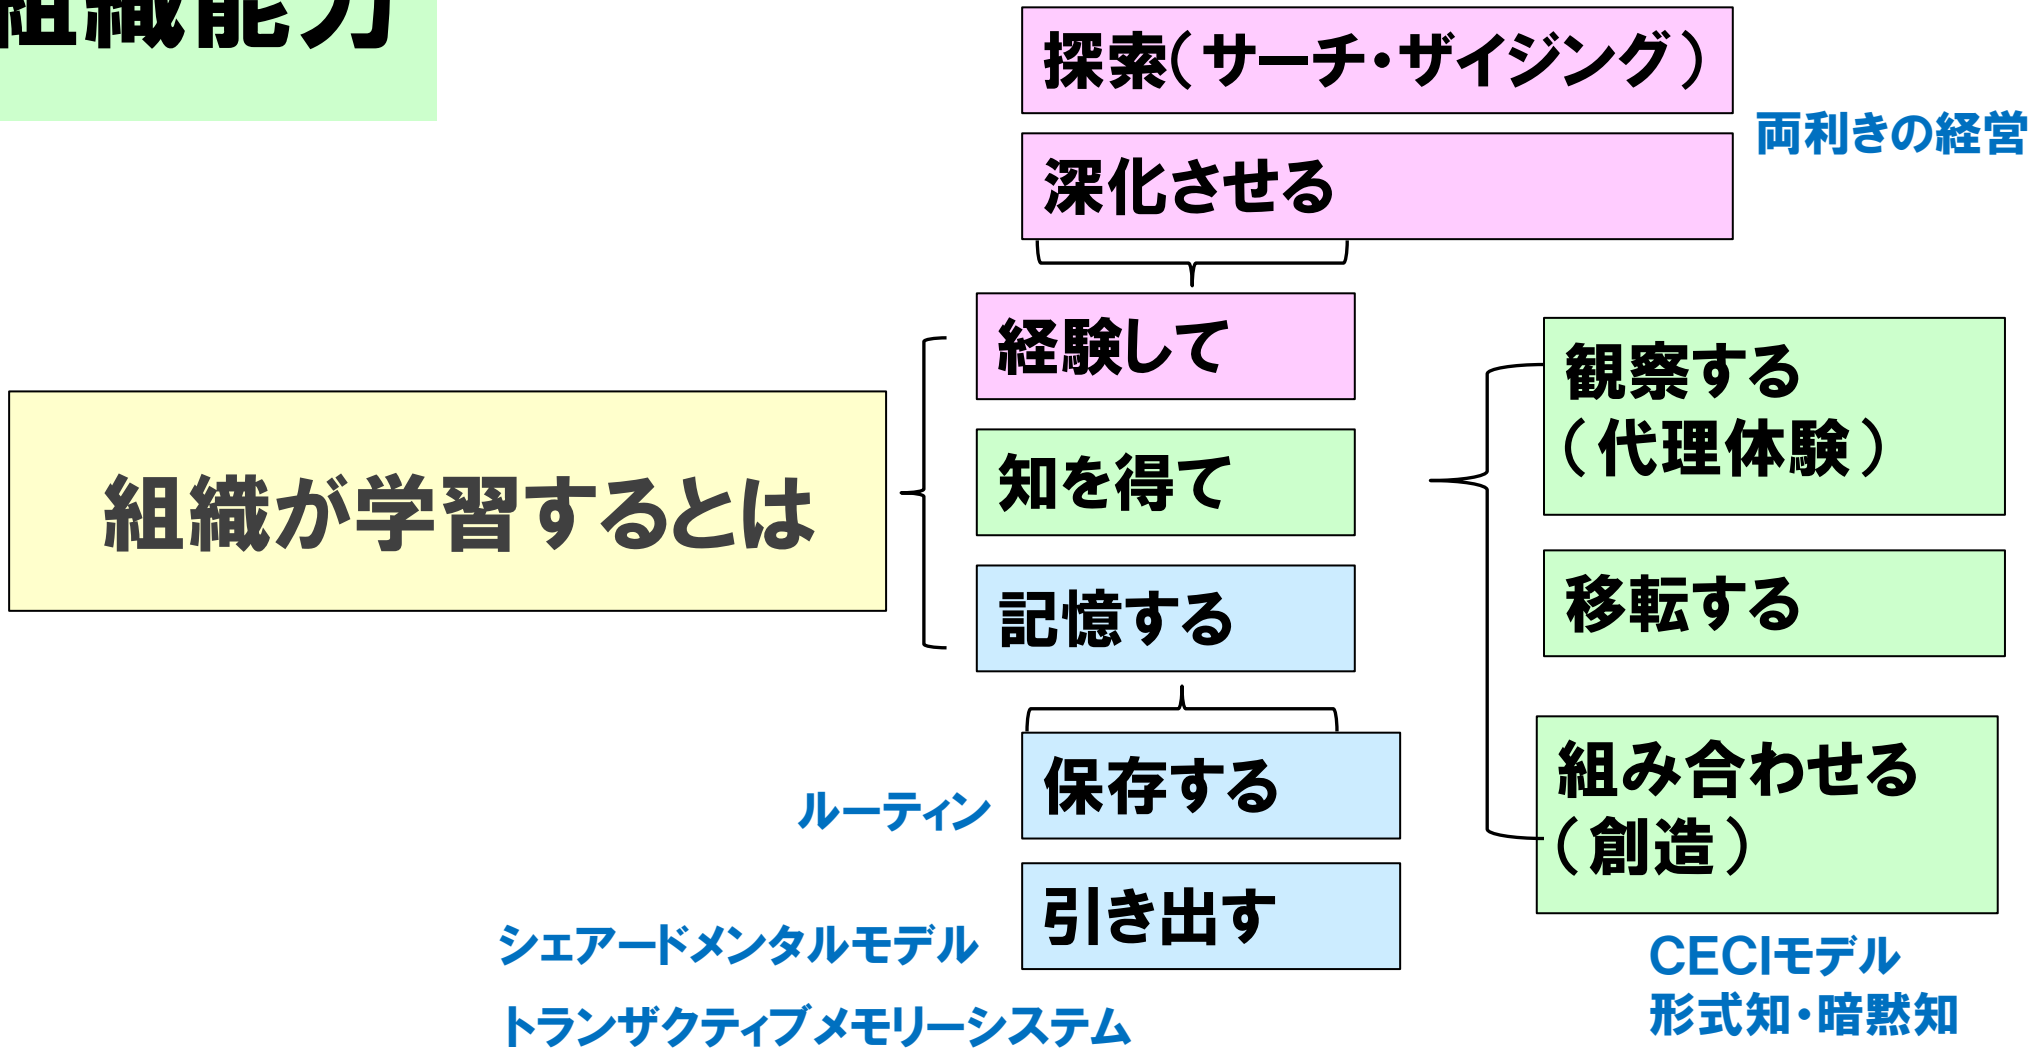 組織能力
探索(サーチ・ザイジング)
両利きの経営
深化させる
経験して
知を得て
記憶する
組織が学習するとは
観察する
(代理体験)
移転する
組み合わせる
(創造)
保存する
ルーティン
引き出す
シェアードメンタルモデル
トランザクティブメモリーシステム
CECIモデル
形式知・暗黙知